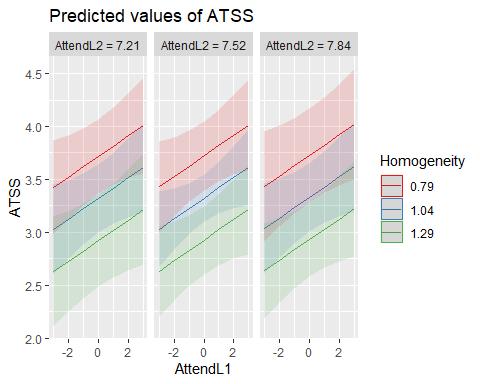 Predicted values of ATSS
AttendL2 = 7.21 AttendL2 = 7.52 AttendL2 = 7.84
4.5
4.0
3.5
3.0
2.5
2.0
ATSS
-2 0 2 -2 0 2 -2 0 2
AttendL1
Homogeneity
0.79
1.04
1.29